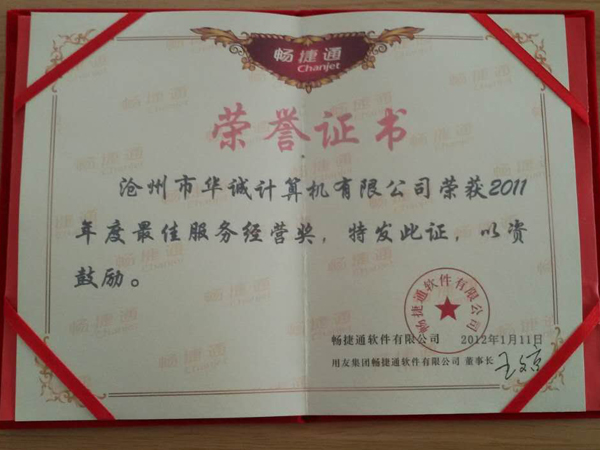 畅捷通
Chanjet
荣誉证书
沧州市华诚计算机有限公司荣获2011
年度最佳服务经营奖，特发此证，以资
鼓励。
畅捷通软件有限公司
畅捷通软件有限公司 2012年1月11日
用友集团畅捷通软件有限公司 董事长 王文京